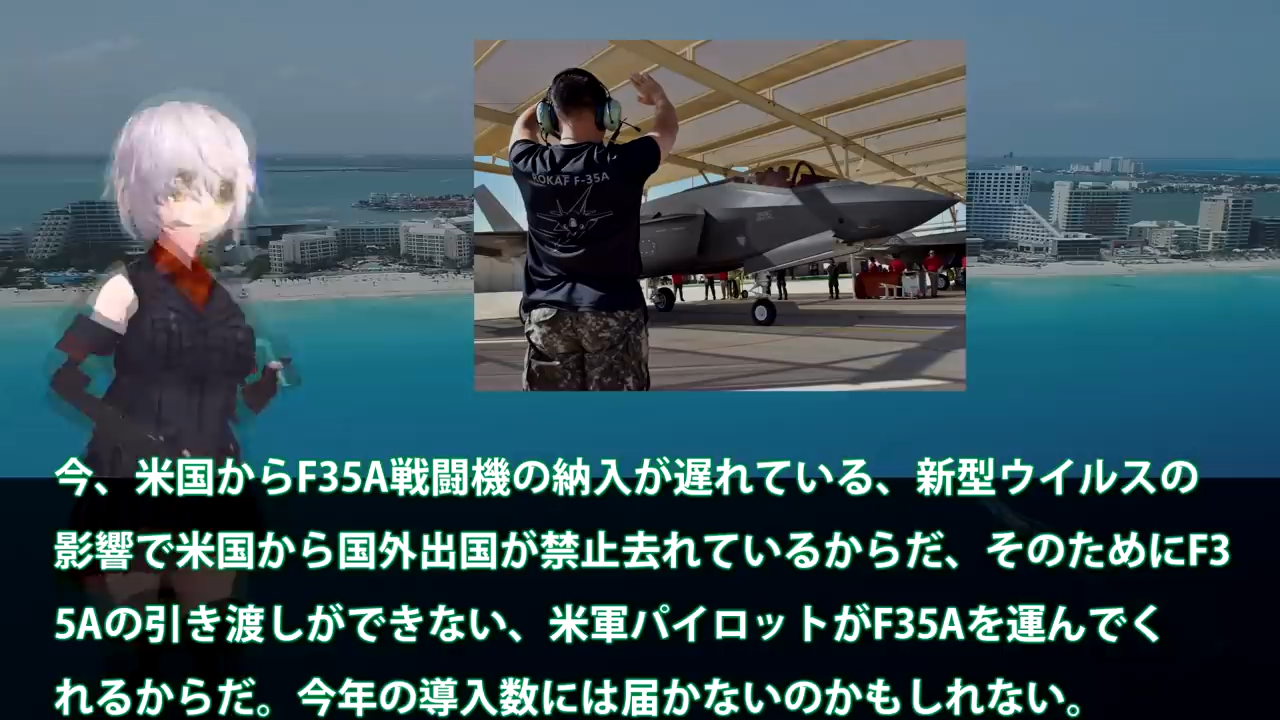 ROKAF F-35A
今、米国からF35A戦闘機の納入が遅れている、新型ウイルスの
影響で米国から国外出国が禁止去れているからだ、そのためにF3
5Aの引き渡しができない、米軍パイロットがF35Aを運んでく
れるからだ。今年の導入数には届かないのかもしれない。